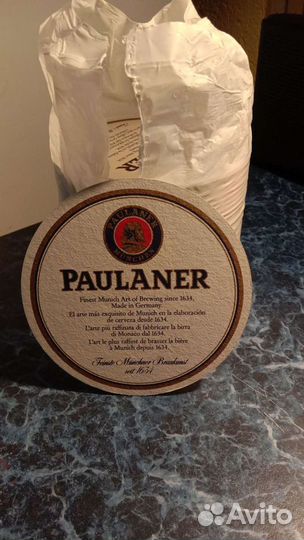 PAULANER
MÜNCHEN
PAULANER
Finest Munich Art of Brewing since 1634.
Made in Germany.
El arte más exquisito de Munich en la elaboración
de cerveza desde 1634.
L'arte più raffinata di fabbricare la birra
di Monaco dal 1634.
L'art le plus raffiné de brasser la bière
à Munich depuis 1634.
Feinste Münchner Braukunst
seit 1634
Avito